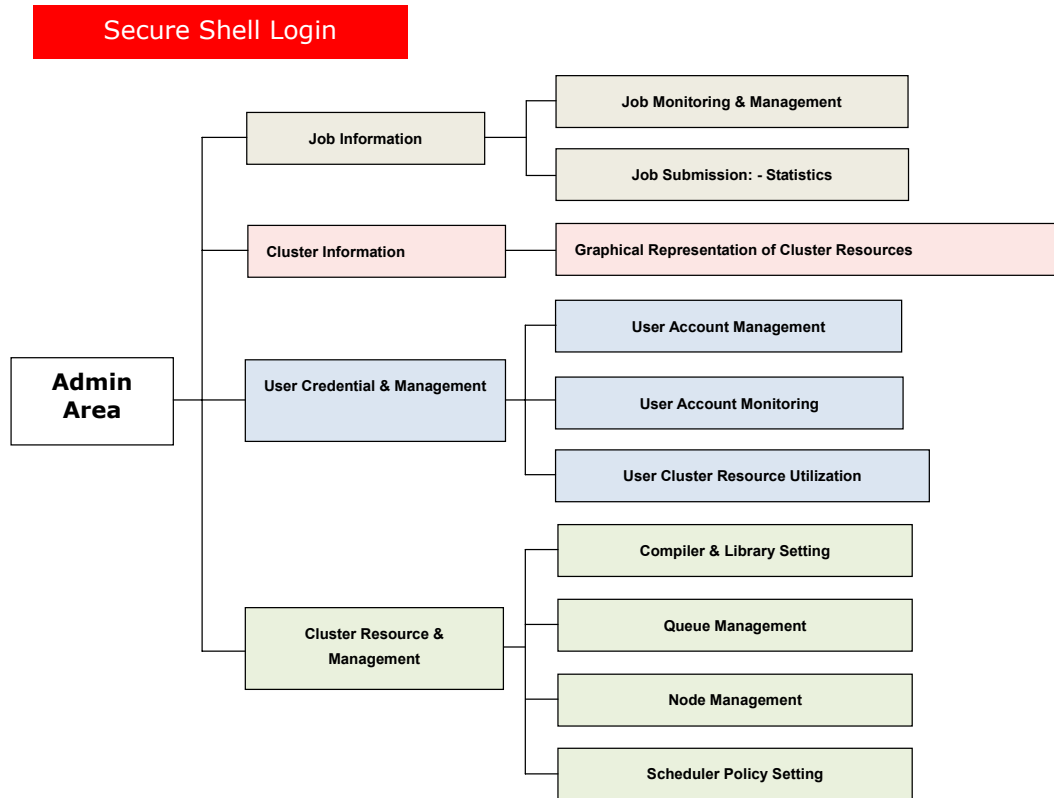 Secure Shell Login
Job Monitoring & Management
Job Information
Job Submission: - Statistics
Cluster Information
Graphical Representation of Cluster Resources
User Account Management
Admin
Area
User Credential & Management
User Account Monitoring
User Cluster Resource Utilization
Compiler & Library Setting
Cluster Resource &
Management
Queue Management
Node Management
Scheduler Policy Setting